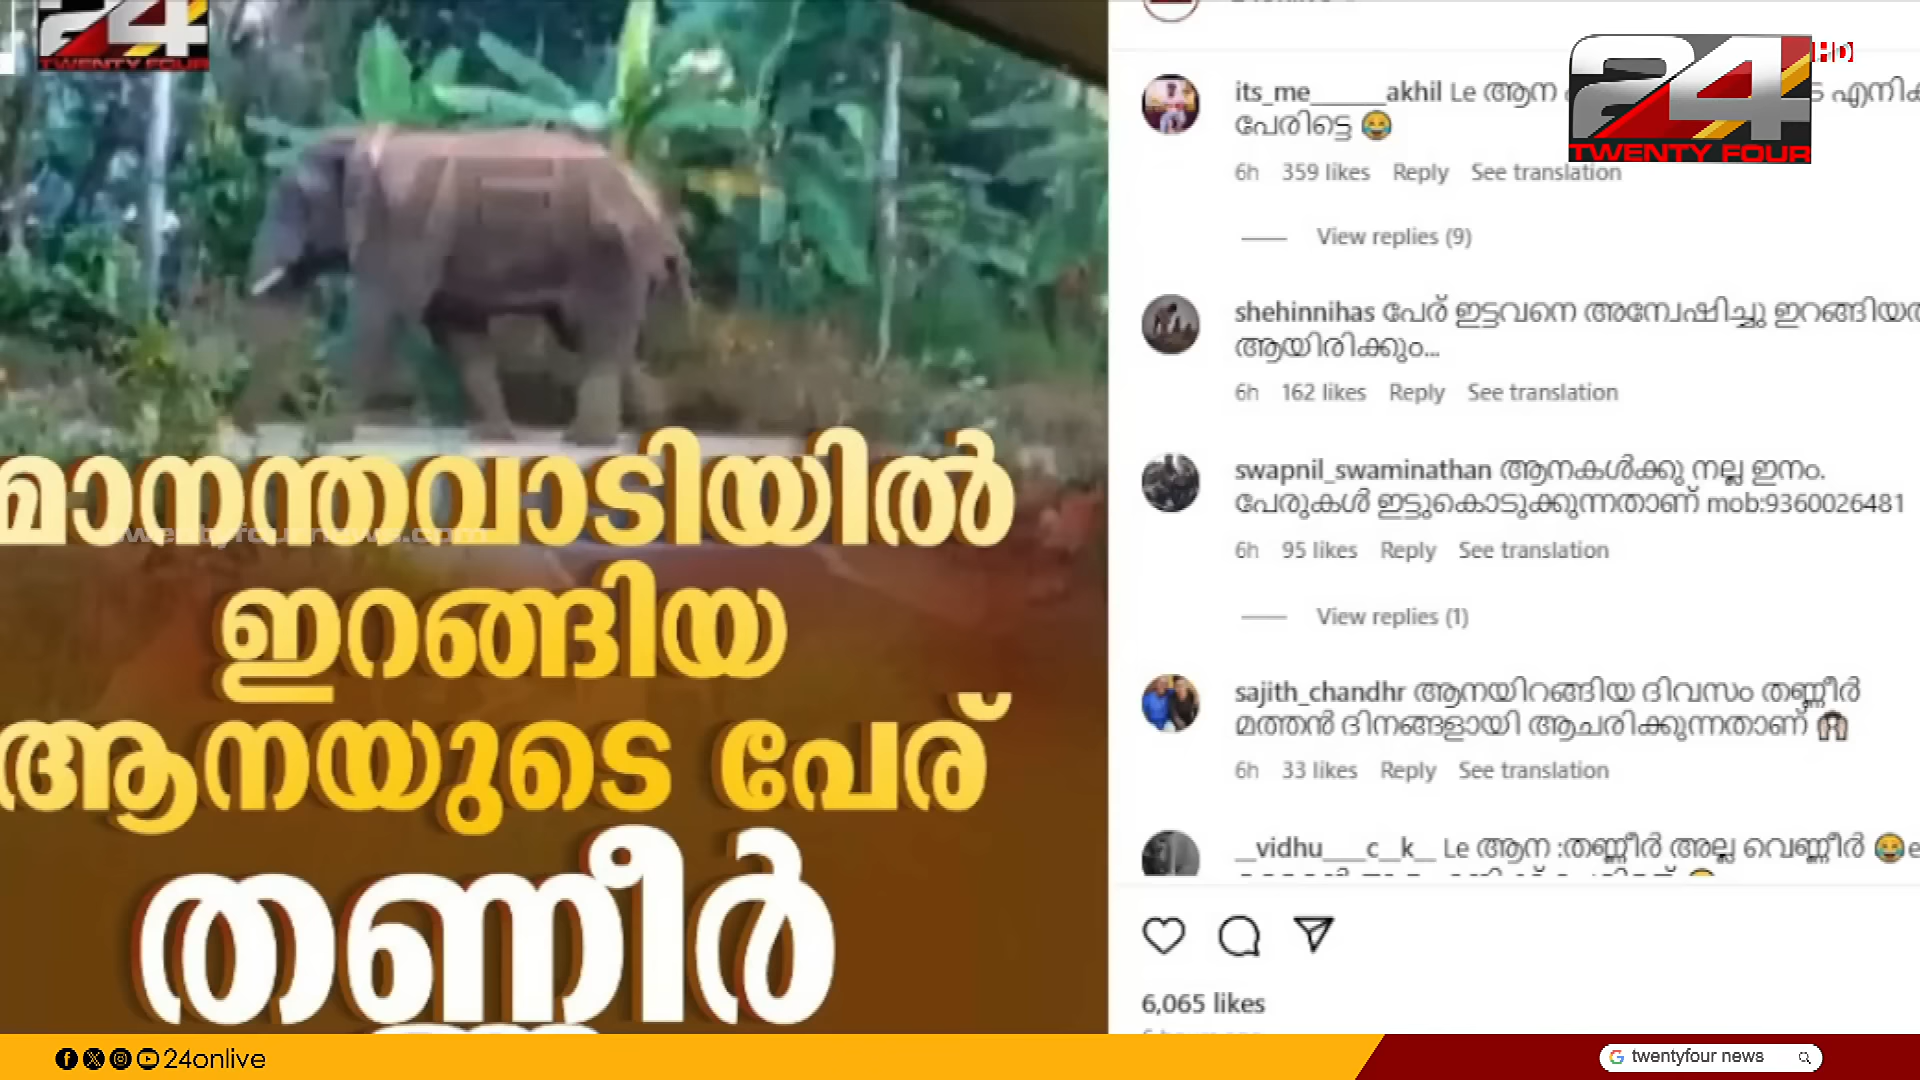 24
TWENTY FOUR
മാനന്തവാടിയിൽ
ഇറങ്ങിയ
ആനയുടെ പേര്
തണ്ണീർ
twentyfournews.com
24 HD
TWENTY FOUR
its_me______akhil Le ആന
പേരിട്ടെ 😂
6h 359 likes Reply See translation
View replies (9)
shehinnihas പേര് ഇട്ടവനെ അന്വേഷിച്ചു
ആയിരിക്കും...
6h 162 likes Reply See translation
swapnil_swaminathan ആനകൾക്കു നല്ല ഇനം.
പേരുകൾ ഇട്ടുകൊടുക്കുന്നതാണ് mob:9360026481
6h 95 likes Reply See translation
View replies (1)
sajith_chandhr ആനയിറങ്ങിയ ദിവസം തണ്ണീർ
മത്തൻ ദിനങ്ങളായി ആചരിക്കുന്നതാണ് 🙌
6h 33 likes Reply See translation
__vidhu___c__k__ Le ആന :തണ്ണീർ അല്ല വെണ്ണീർ 😂
6,065 likes
24onlive
twentyfour news